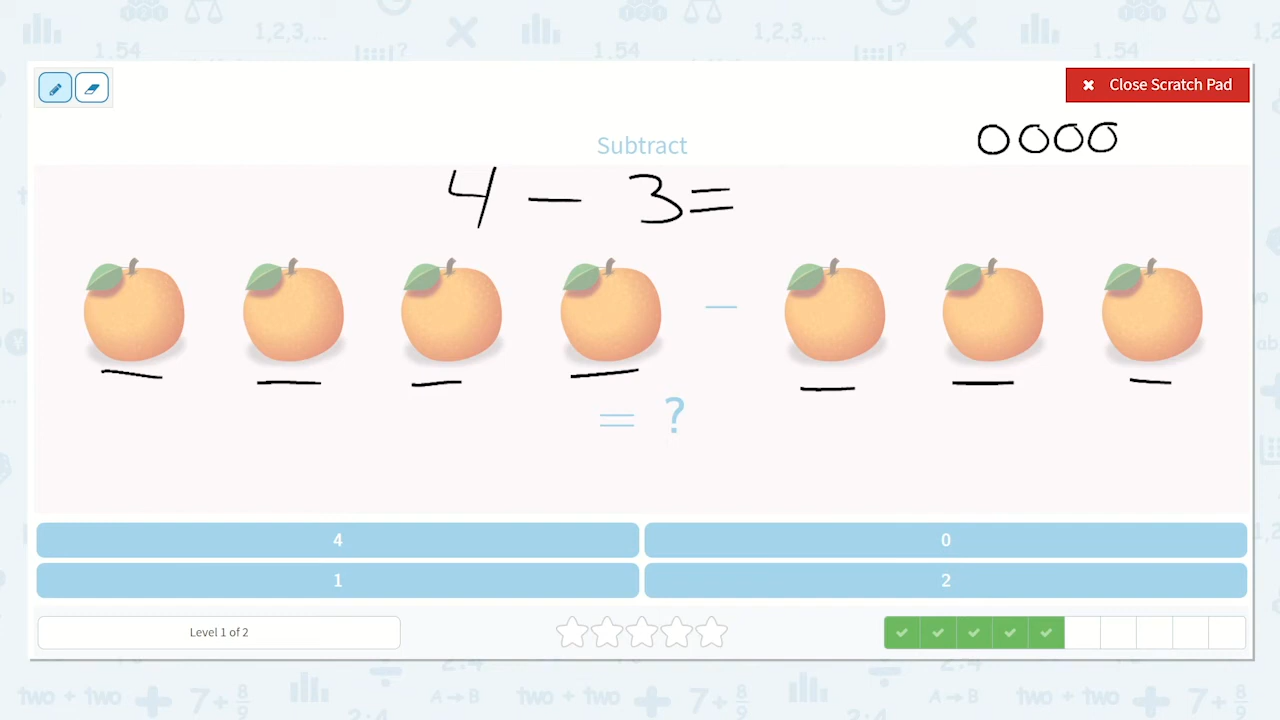 Close Scratch Pad
Subtract
0000
4 - 3 =
−
= ?
4
0
1
2
Level 1 of 2